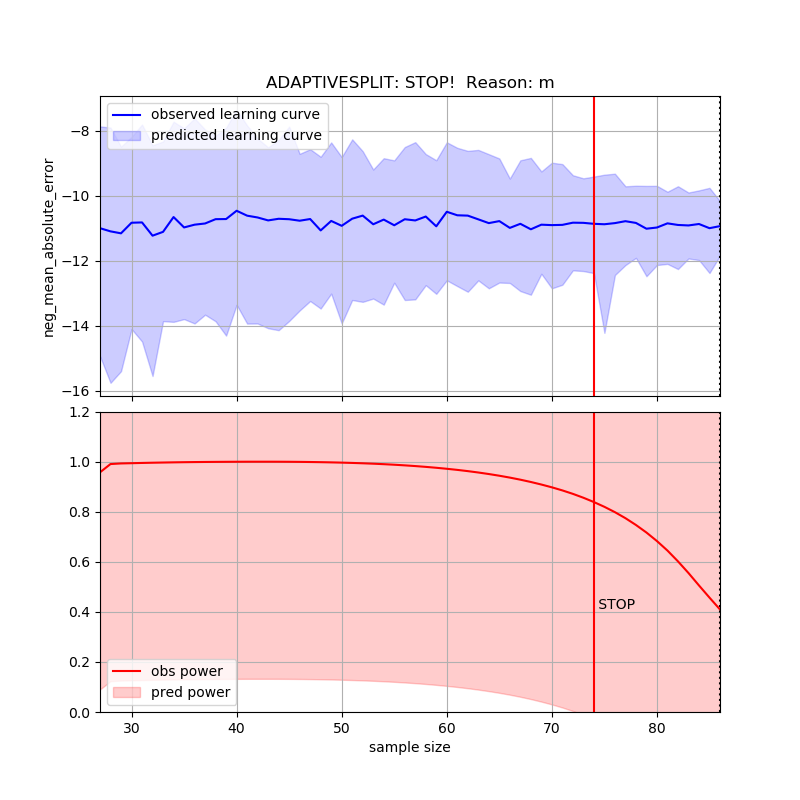 ADAPTIVESPLIT: STOP!  Reason: m
observed learning curve
predicted learning curve
neg_mean_absolute_error
−8
−10
−12
−14
−16
1.2
1.0
0.8
0.6
0.4
0.2
0.0
STOP
obs power
pred power
30 40 50 60 70 80
sample size